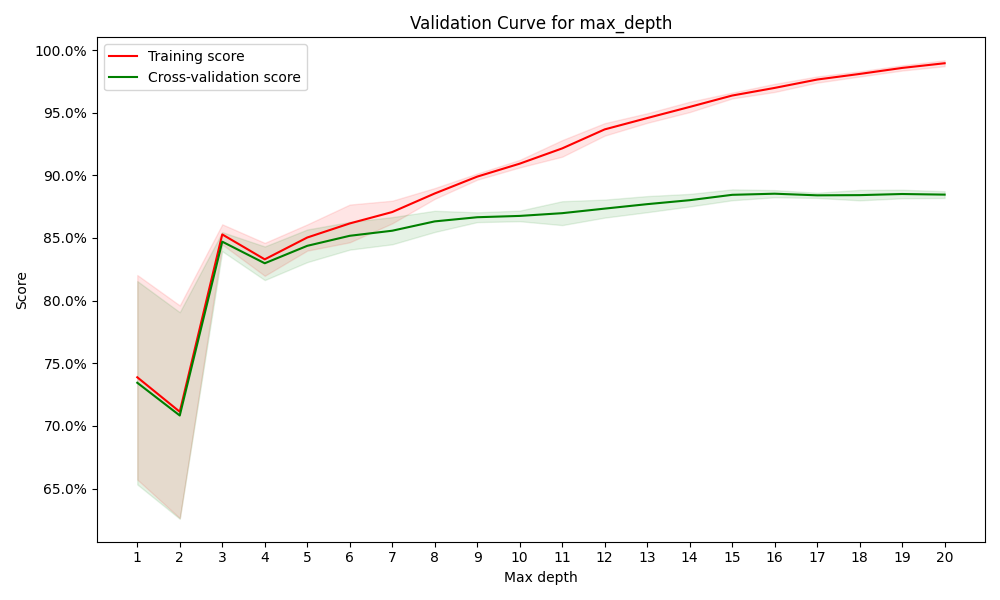 Validation Curve for max_depth
Training score
Cross-validation score
100.0%
95.0%
90.0%
85.0%
80.0%
75.0%
70.0%
65.0%
Score
1 2 3 4 5 6 7 8 9 10 11 12 13 14 15 16 17 18 19 20
Max depth